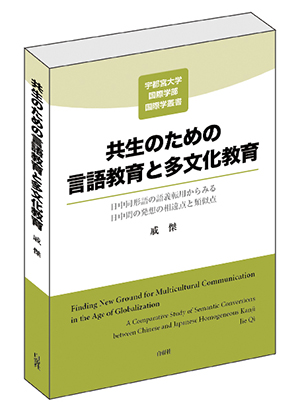 共生のための言語教育と多文化教育
戚 傑
宇都宮大学
国際学部
国際学叢書
共生のための
言語教育と多文化教育
日中同形語の語義転用からみる
日中間の発想の相違点と類似点
戚 傑
Finding New Ground for Multicultural Communication
in the Age of Globalization
A Comparative Study of Semantic Conversions
between Chinese and Japanese Homogeneous Kanji
Jie Qi